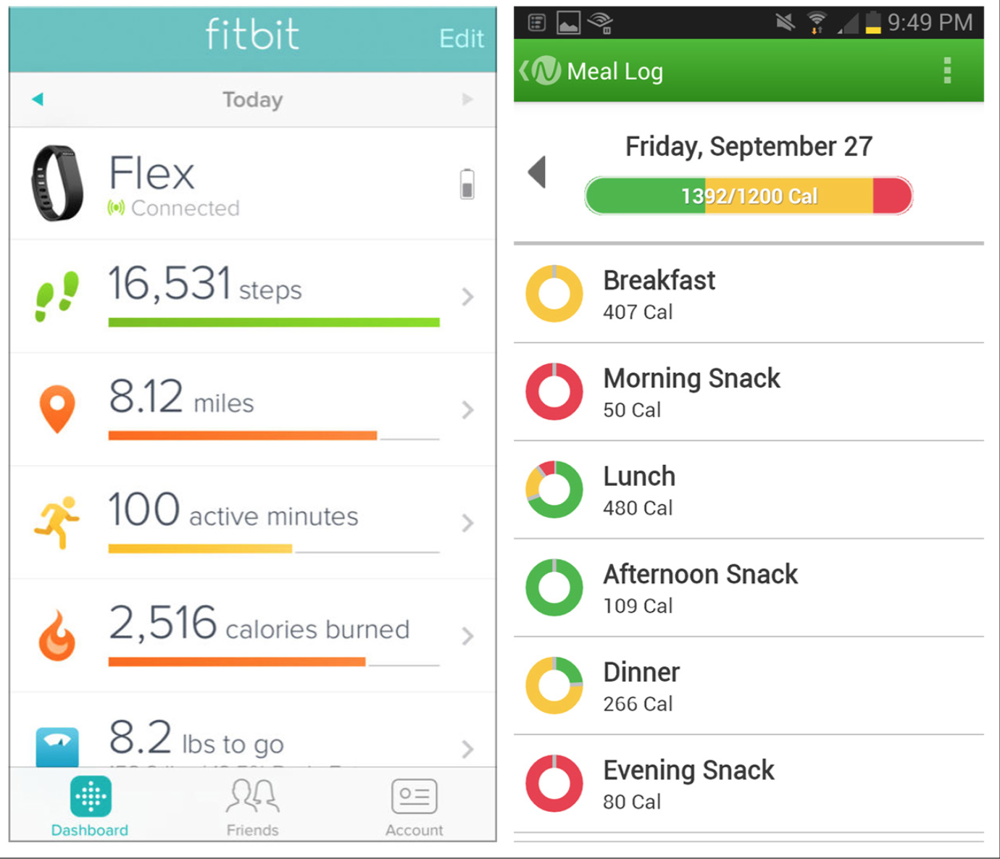 fitbit
Edit
Today
Flex
Connected
16,531 steps
8.12 miles
100 active minutes
2,516 calories burned
8.2 lbs to go
Dashboard
Friends
Account
9:49 PM
Meal Log
Friday, September 27
1392/1200 Cal
Breakfast
407 Cal
Morning Snack
50 Cal
Lunch
480 Cal
Afternoon Snack
109 Cal
Dinner
266 Cal
Evening Snack
80 Cal